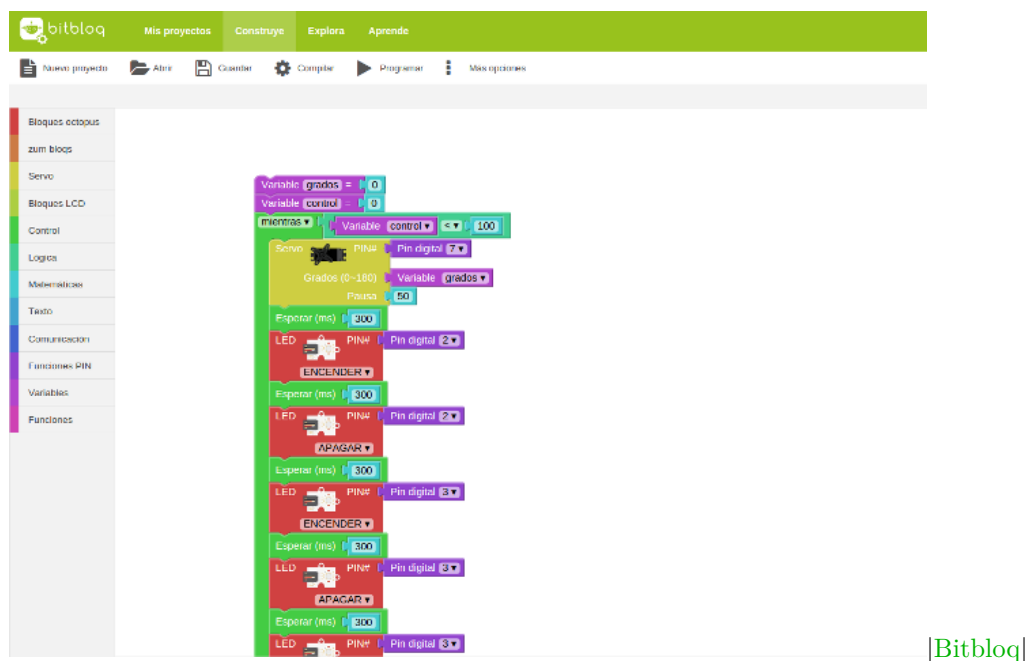 bitbloq Mis proyectos Construye Explora Aprende
Nuevo proyecto Abrir Guardar Compilar Programar Más opciones
Bloques octopus
zum bloqs
Servo
Bloques LCD
Control
Logica
Matemáticas
Texto
Comunicación
Funciones PIN
Variables
Funciones
Variable grados = 0
Variable control = 0
mientras Variable control < 100
Servo PIN# Pin digital 7
Grados (0~180) Variable grados
Pausa 50
Esperar (ms) 300
LED PIN# Pin digital 2
ENCENDER
Esperar (ms) 300
LED PIN# Pin digital 2
APAGAR
Esperar (ms) 300
LED PIN# Pin digital 3
ENCENDER
Esperar (ms) 300
LED PIN# Pin digital 3
APAGAR
Esperar (ms) 300
LED PIN# Pin digital 3
|Bitbloq|